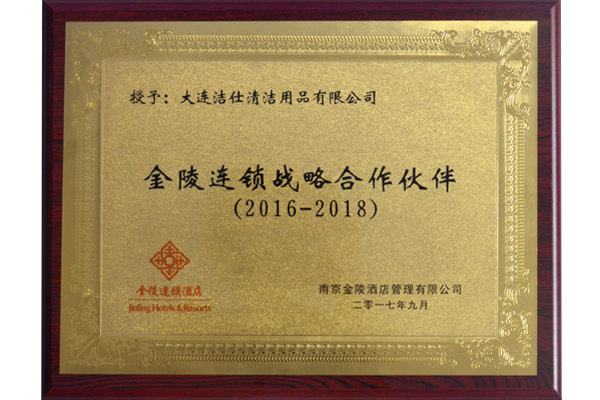 授予：大连洁仕清洁用品有限公司
金陵连锁战略合作伙伴
(2016-2018)
金陵连锁酒店
Jinling Hotels & Resorts
南京金陵酒店管理有限公司
二零一七年九月